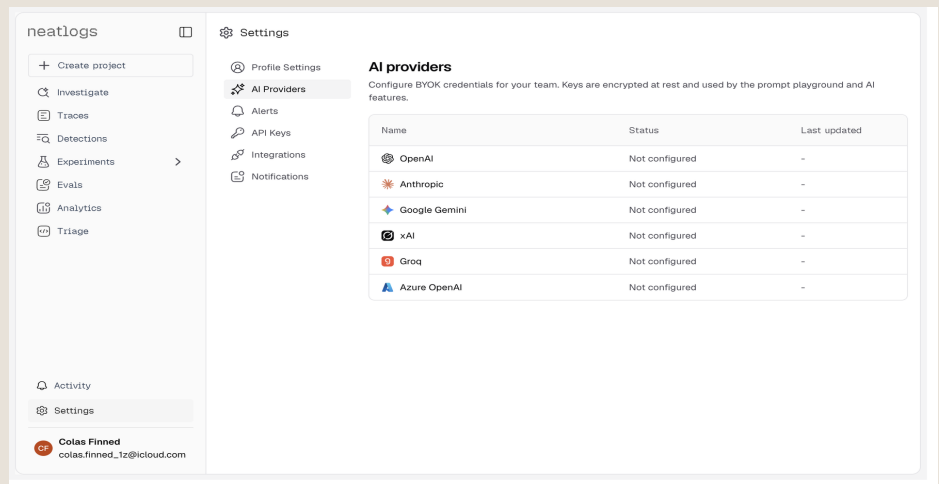 neatlogs
Create project
Investigate
Traces
Detections
Experiments
Evals
Analytics
Triage
Activity
Settings
CF
Colas Finned
colas.finned_1z@icloud.com
Settings
Profile Settings
AI Providers
Alerts
API Keys
Integrations
Notifications
AI providers
Configure BYOK credentials for your team. Keys are encrypted at rest and used by the prompt playground and AI
features.
Name Status Last updated
OpenAI Not configured -
Anthropic Not configured -
Google Gemini Not configured -
xAI Not configured -
Groq Not configured -
Azure OpenAI Not configured -